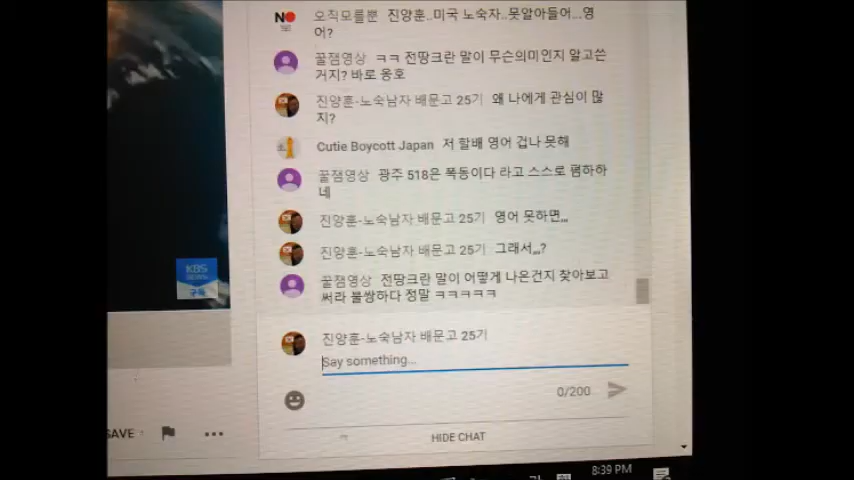 NO
오직모를뿐 진양훈..미국 노숙자..못알아들어...영
어?
꿀잼영상 ㅋㅋ 전땅크란 말이 무슨의미인지 알고쓴
거지? 바로 옹호
진양훈-노숙남자 배문고 25기 왜 나에게 관심이 많
지?
Cutie Boycott Japan 저 할배 영어 겁나 못해
꿀잼영상 광주 518은 폭동이다 라고 스스로 폄하하
네
진양훈-노숙남자 배문고 25기 영어 못하면,,,
진양훈-노숙남자 배문고 25기 그래서,,,?
꿀잼영상 전땅크란 말이 어떻게 나온건지 찾아보고
써라 불쌍하다 정말 ㅋㅋㅋㅋㅋ
KBS
NEWS
구독
진양훈-노숙남자 배문고 25기
Say something...
0/200
SAVE
HIDE CHAT
8:39 PM